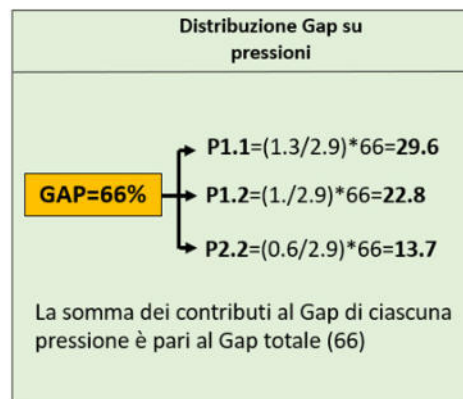 Distribuzione Gap su
pressioni
P1.1=(1.3/2.9)*66=29.6
GAP=66%
P1.2=(1./2.9)*66=22.8
P2.2=(0.6/2.9)*66=13.7
La somma dei contributi al Gap di ciascuna
pressione è pari al Gap totale (66)